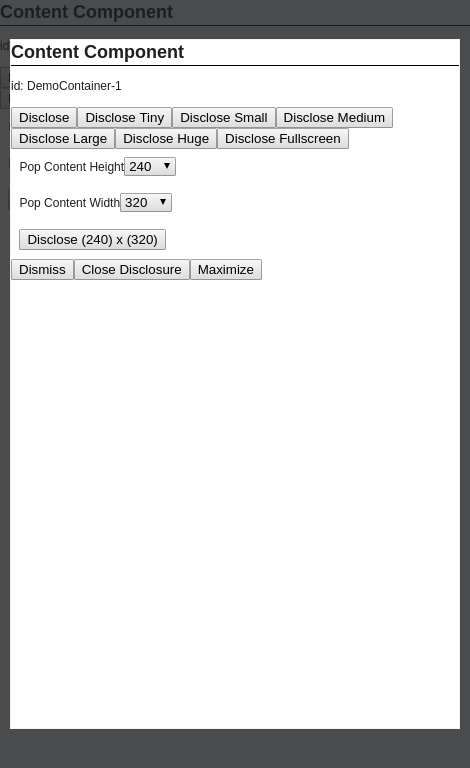 Content Component
id
Content Component
id: DemoContainer-1
Disclose Disclose Tiny Disclose Small Disclose Medium
Disclose Large Disclose Huge Disclose Fullscreen
Pop Content Height 240
Pop Content Width 320
Disclose (240) x (320)
Dismiss Close Disclosure Maximize